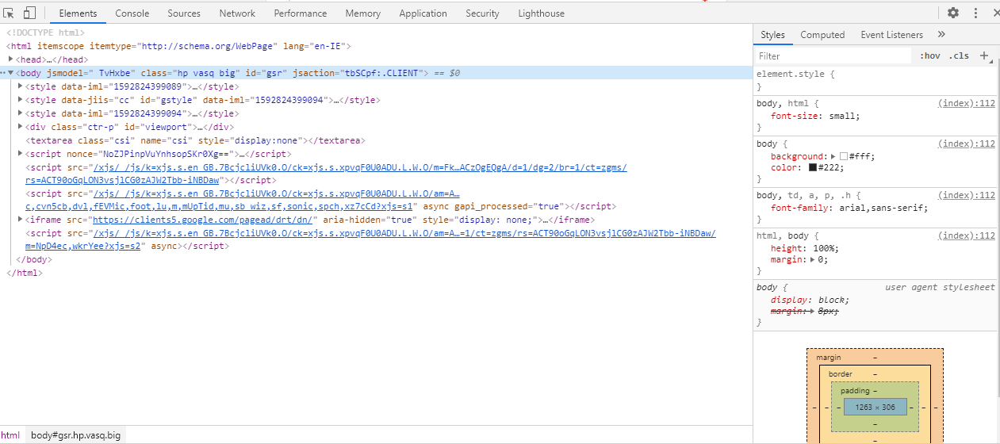 Elements Console Sources Network Performance Memory Application Security Lighthouse
<!DOCTYPE html>
<html itemscope itemtype="http://schema.org/WebPage" lang="en-IE">
<head>…</head>
<body jsmodel=" TvHxbe" class="hp vasq big" id="gsr" jsaction="tbSCpf:.CLIENT"> == $0
<style data-iml="1592824399089">…</style>
<style data-jiis="cc" id="gstyle" data-iml="1592824399094">…</style>
<style data-iml="1592824399094">…</style>
<div class="ctr-p" id="viewport">…</div>
<textarea class="csi" name="csi" style="display:none"></textarea>
<script nonce="NoZJPinpVuYnhsopSKr0Xg==">…</script>
<script src="/xjs/_/js/k=xjs.s.en_GB.7BcjcliUVk0.O/ck=xjs.s.xpvqF0U0ADU.L.W.O/m=Fk…ACzOgEQgA/d=1/dg=2/br=1/ct=zgms/
rs=ACT90oGqLON3vsjlCG0zAJW2Tbb-iNBDaw"></script>
<script src="/xjs/_/js/k=xjs.s.en_GB.7BcjcliUVk0.O/ck=xjs.s.xpvqF0U0ADU.L.W.O/am=A…
c,cvn5cb,dvl,fEVMic,foot,lu,m,mUpTid,mu,sb_wiz,sf,sonic,spch,xz7cCd?xjs=s1" async gapi_processed="true"></script>
<iframe src="https://clients5.google.com/pagead/drt/dn/" aria-hidden="true" style="display: none;">…</iframe>
<script src="/xjs/_/js/k=xjs.s.en_GB.7BcjcliUVk0.O/ck=xjs.s.xpvqF0U0ADU.L.W.O/am=A…=1/ct=zgms/rs=ACT90oGqLON3vsjlCG0zAJW2Tbb-iNBDaw/
m=NpD4ec,wkrYee?xjs=s2" async></script>
</body>
</html>
html body#gsr.hp.vasq.big
Styles Computed Event Listeners »
Filter :hov .cls +
element.style {
}
body, html { (index):112
font-size: small;
}
body { (index):112
background: #fff;
color: #222;
}
body, td, a, p, .h { (index):112
font-family: arial,sans-serif;
}
html, body { (index):112
height: 100%;
margin: 0;
}
body { user agent stylesheet
display: block;
margin: 8px;
}
margin –
border –
padding –
– – – 1263 × 306 – – –
–
–